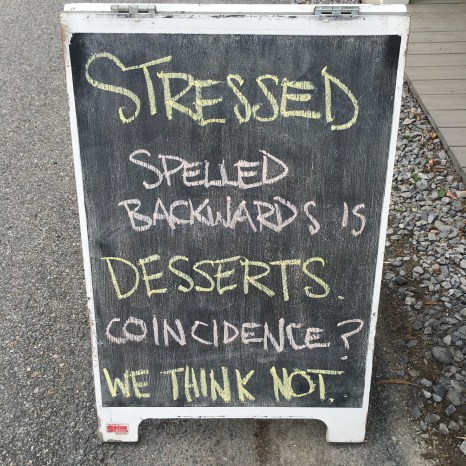 STRESSED
SPELLED
BACKWARDS IS
DESSERTS.
COINCIDENCE?
WE THINK NOT.